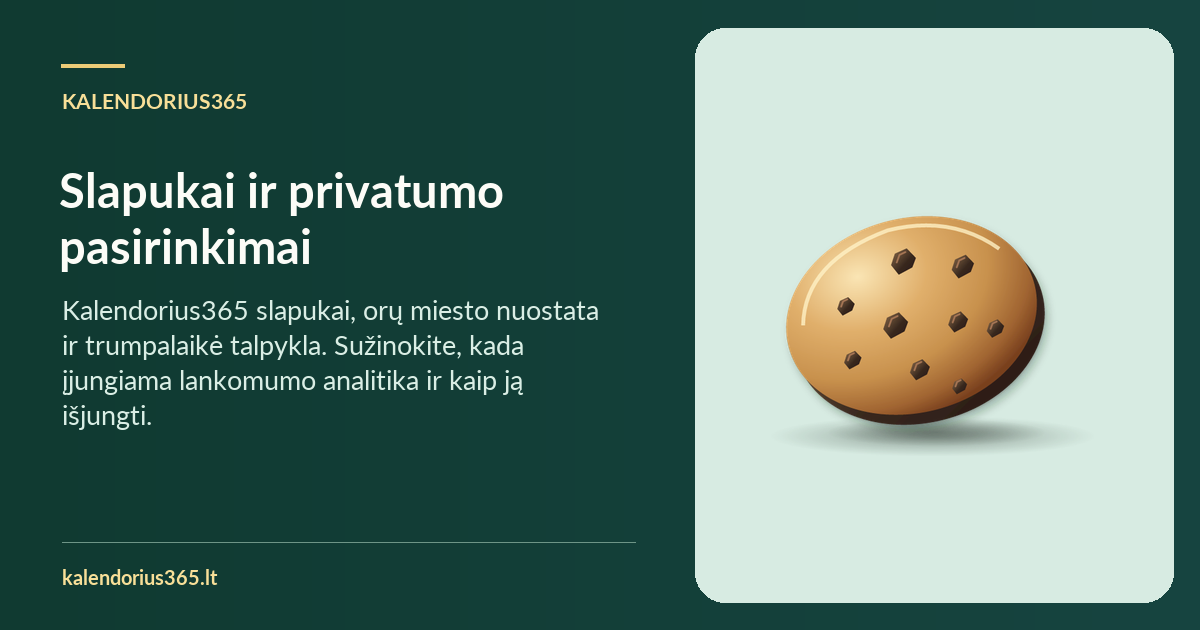 KALENDORIUS365
Slapukai ir privatumo
pasirinkimai
Kalendorius365 slapukai, orų miesto nuostata
ir trumpalaikė talpykla. Sužinokite, kada
įjungiama lankomumo analitika ir kaip ją
išjungti.
kalendorius365.lt